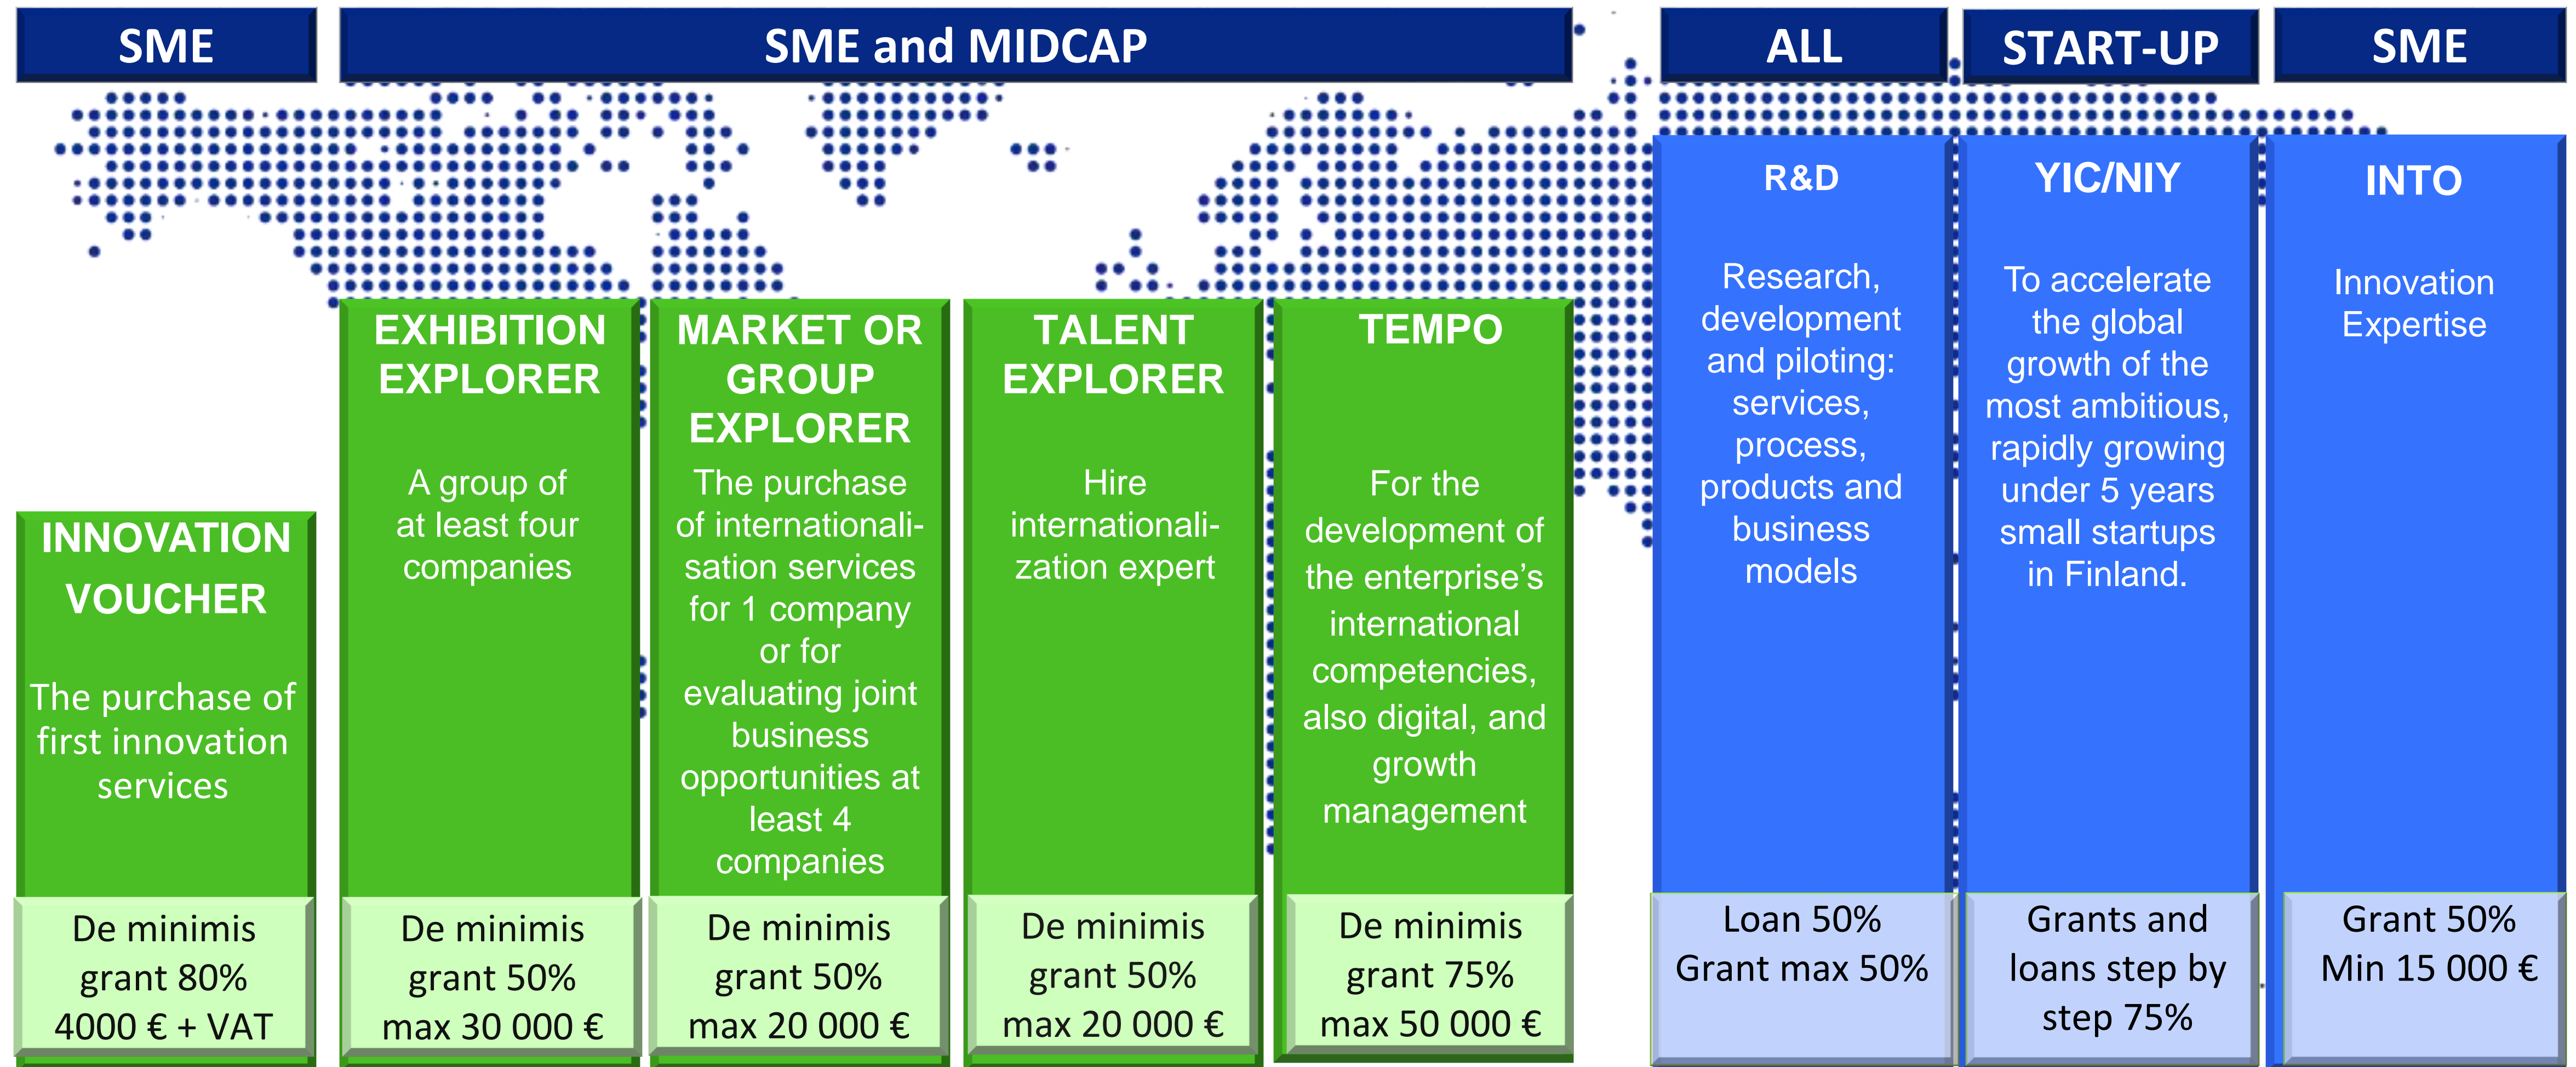 SME
SME and MIDCAP
ALL
START-UP
SME
INNOVATION
VOUCHER
The purchase of
first innovation
services
De minimis
grant 80%
4000 € + VAT
EXHIBITION
EXPLORER
A group of
at least four
companies
De minimis
grant 50%
max 30 000 €
MARKET OR
GROUP
EXPLORER
The purchase
of internationali-
sation services
for 1 company
or for
evaluating joint
business
opportunities at
least 4
companies
De minimis
grant 50%
max 20 000 €
TALENT
EXPLORER
Hire
internationali-
zation expert
De minimis
grant 50%
max 20 000 €
TEMPO
For the
development of
the enterprise’s
international
competencies,
also digital, and
growth
management
De minimis
grant 75%
max 50 000 €
R&D
Research,
development
and piloting:
services,
process,
products and
business
models
Loan 50%
Grant max 50%
YIC/NIY
To accelerate
the global
growth of the
most ambitious,
rapidly growing
under 5 years
small startups
in Finland.
Grants and
loans step by
step 75%
INTO
Innovation
Expertise
Grant 50%
Min 15 000 €